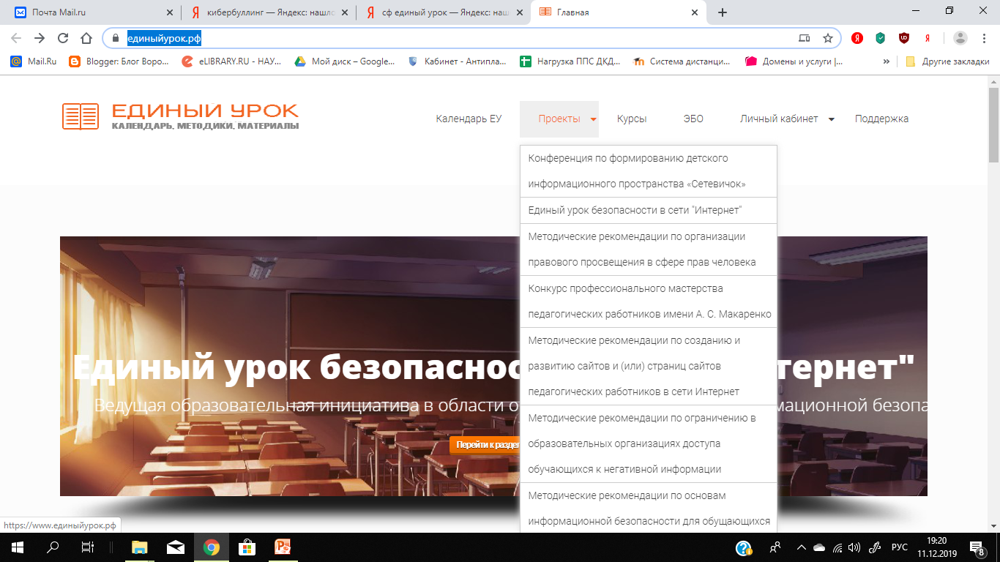 Почта Mail.ru
кибербуллинг — Яндекс: нашло
сф единый урок — Яндекс: наш
Главная
единыйурок.рф
Mail.Ru
Blogger: Блог Воро...
eLIBRARY.RU - НАУ...
Мой диск – Google...
Кабинет - Антипла...
Нагрузка ППС ДКД...
Система дистанци...
Домены и услуги |...
»
Другие закладки
ЕДИНЫЙ УРОК
КАЛЕНДАРЬ, МЕТОДИКИ, МАТЕРИАЛЫ
Календарь ЕУ
Проекты
Курсы
ЭБО
Личный кабинет
Поддержка
Конференция по формированию детского
информационного пространства «Сетевичок»
Единый урок безопасности в сети "Интернет"
Методические рекомендации по организации
правового просвещения в сфере прав человека
Конкурс профессионального мастерства
педагогических работников имени А. С. Макаренко
Методические рекомендации по созданию и
развитию сайтов и (или) страниц сайтов
педагогических работников в сети Интернет
Методические рекомендации по ограничению в
образовательных организациях доступа
обучающихся к негативной информации
Методические рекомендации по основам
информационной безопасности для обущающихся
Единый урок безопаснос тернет"
Ведущая образовательная инициатива в области о мационной безопа
Перейти к раздел
https://www.единыйурок.рф
РУС
19:20
11.12.2019
8